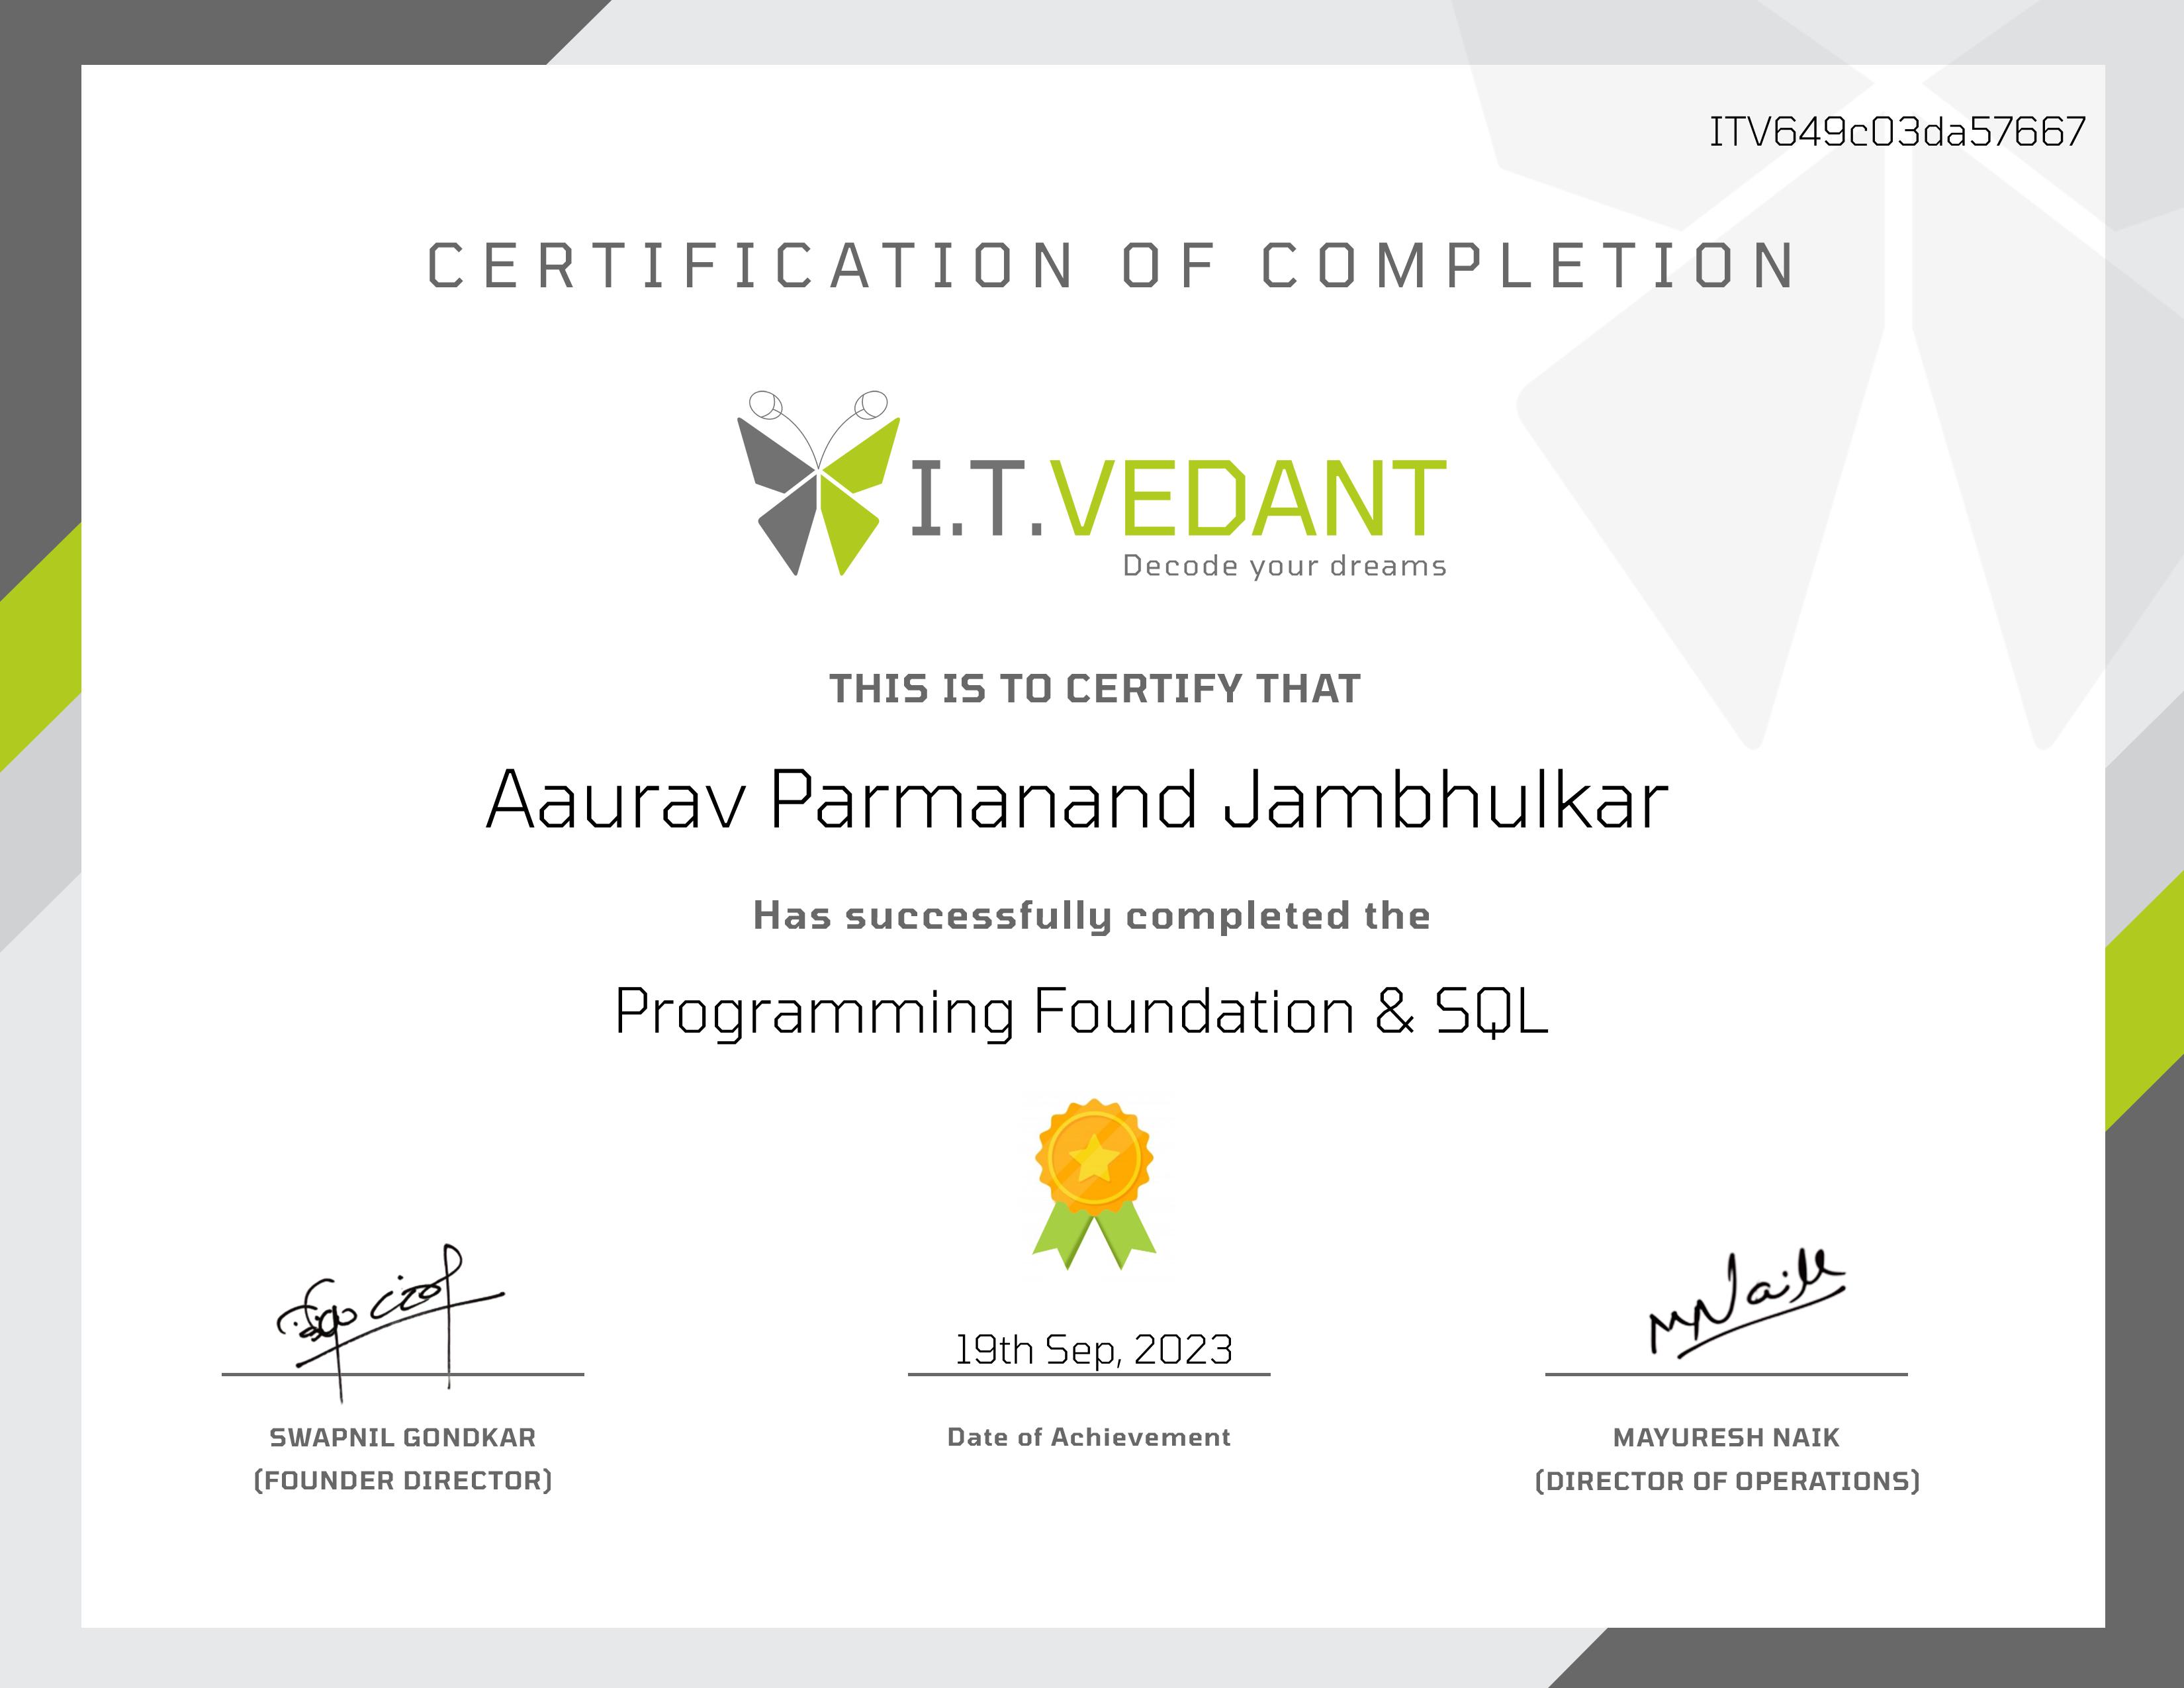 ITV649c03da57667
CERTIFICATION OF COMPLETION
I.T.VEDANT
Decode your dreams
THIS IS TO CERTIFY THAT
Aaurav Parmanand Jambhulkar
Has successfully completed the
Programming Foundation & SQL
19th Sep, 2023
SWAPNIL GONDKAR
(FOUNDER DIRECTOR)
Date of Achievement
MAYURESH NAIK
(DIRECTOR OF OPERATIONS)